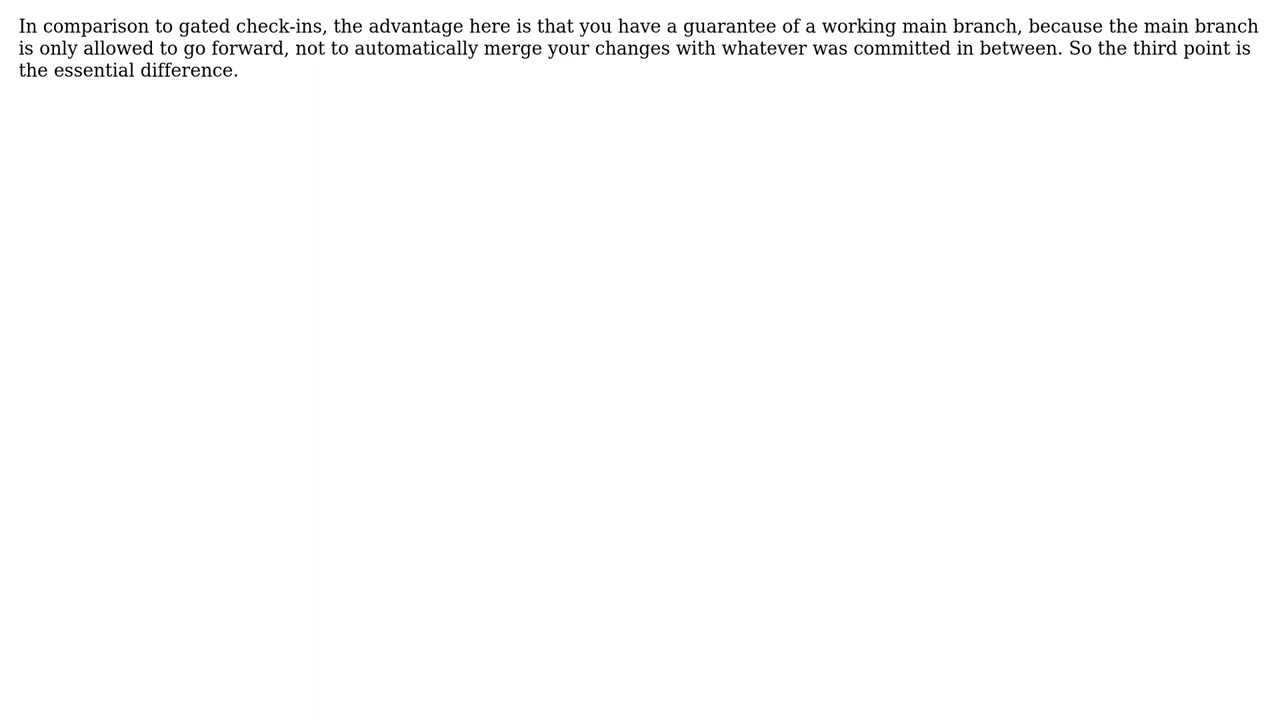 In comparison to gated check-ins, the advantage here is that you have a guarantee of a working main branch, because the main branch
is only allowed to go forward, not to automatically merge your changes with whatever was committed in between. So the third point is
the essential difference.